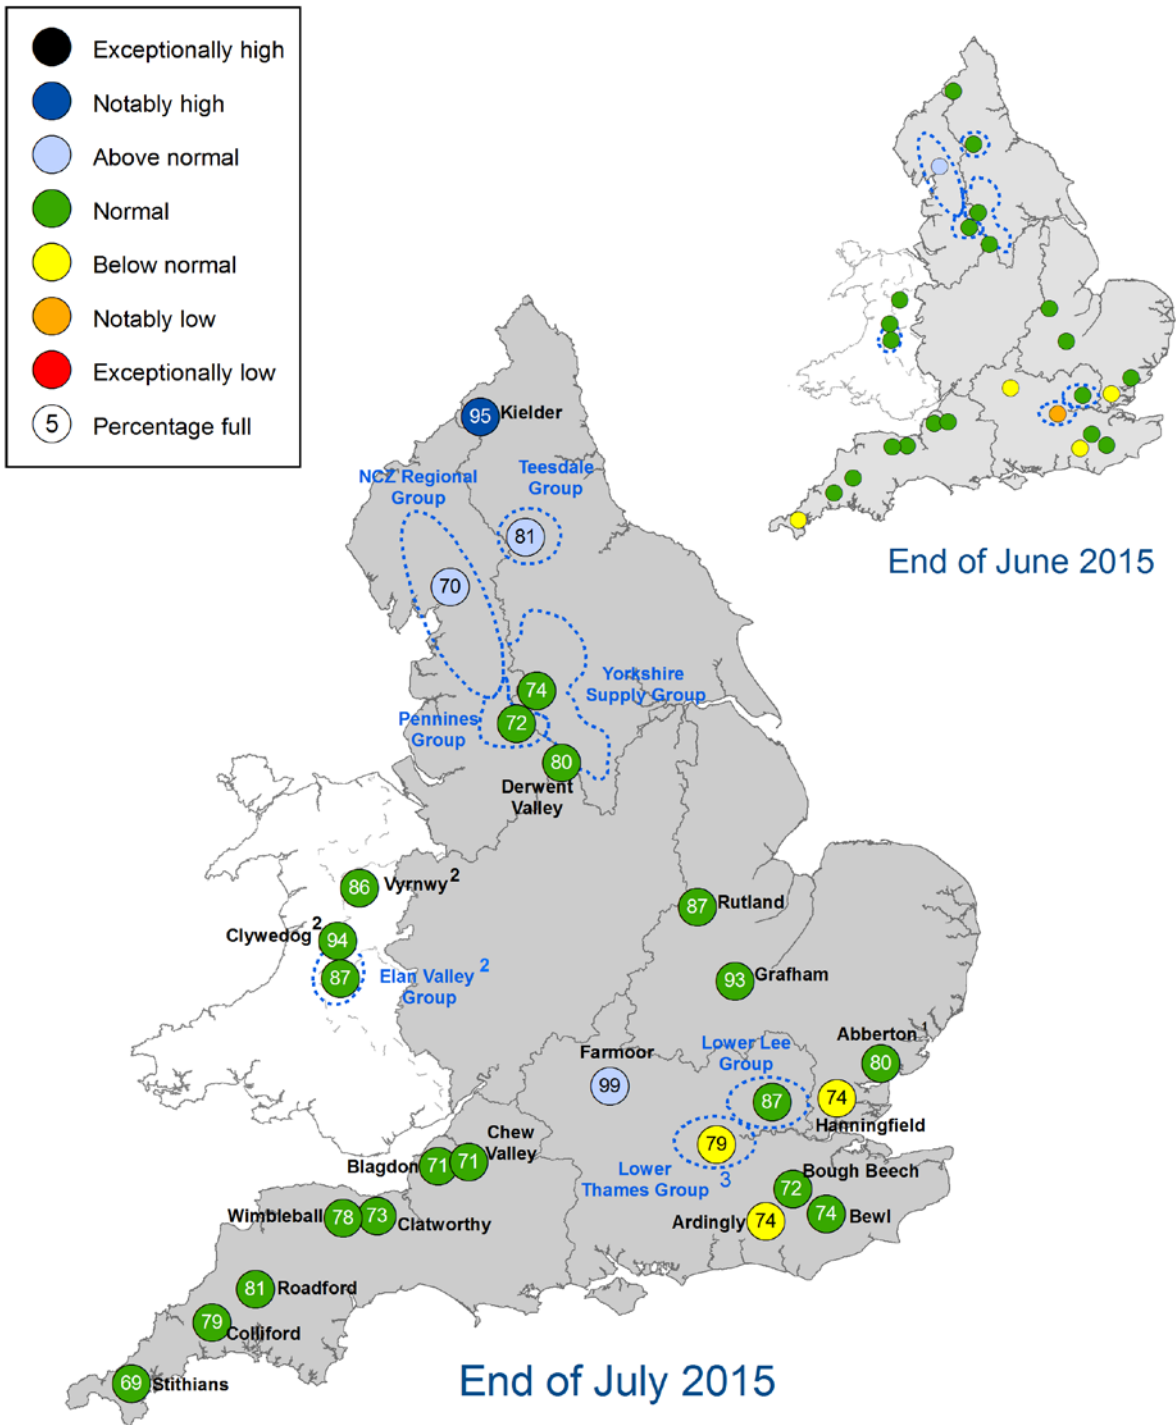 Exceptionally high
Notably high
Above normal
Normal
Below normal
Notably low
Exceptionally low
5 Percentage full
End of June 2015
95 Kielder
NCZ Regional
Group
Teesdale
Group
81
70
Yorkshire
Supply Group
74
Pennines
Group
72
80
Derwent
Valley
86 Vyrnwy 2
Clywedog 2
94
87
Elan Valley 2
Group
87 Rutland
93 Grafham
Abberton 1
80
Farmoor
99
Lower Lee
Group
87
74
Hanningfield
79
Lower
Thames Group 3
Chew
Valley
Blagdon 71 71
Bough Beech
72
Ardingly 74
74 Bewl
Wimbleball 78 73 Clatworthy
81 Roadford
79 Colliford
69 Stithians
End of July 2015